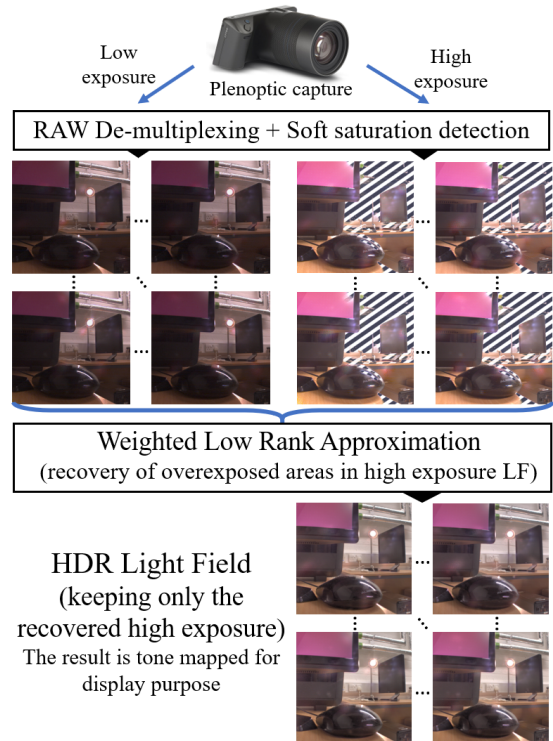 Low
exposure
High
exposure
Plenoptic capture
RAW De-multiplexing + Soft saturation detection
...
...
...
...
Weighted Low Rank Approximation
(recovery of overexposed areas in high exposure LF)
HDR Light Field
(keeping only the
recovered high exposure)
The result is tone mapped for
display purpose
...
...